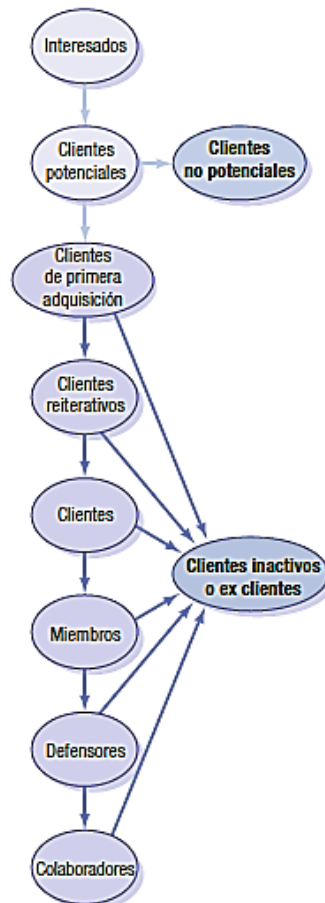 Interesados
Clientes
potenciales
Clientes
no potenciales
Clientes
de primera
adquisición
Clientes
reiterativos
Clientes
Clientes inactivos
o ex clientes
Miembros
Defensores
Colaboradores